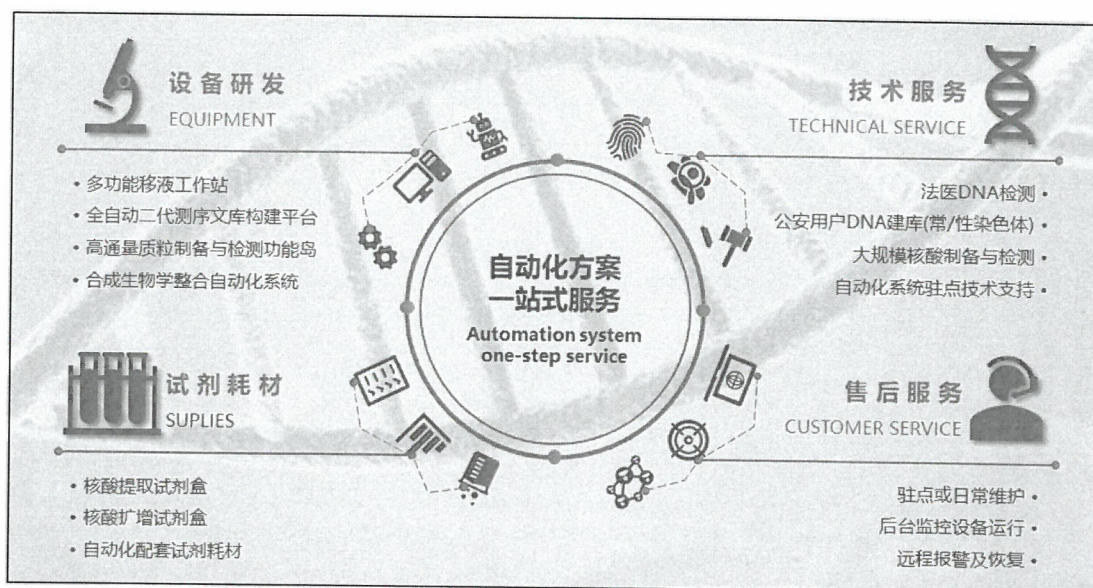 设备研发
EQUIPMENT
• 多功能移液工作站
• 全自动二代测序文库构建平台
• 高通量质粒制备与检测功能岛
• 合成生物学整合自动化系统
技术服务
TECHNICAL SERVICE
法医DNA检测 •
公安用户DNA建库(常/性染色体) •
大规模核酸制备与检测 •
自动化系统驻点技术支持 •
自动化方案
一站式服务
Automation system
one-step service
试剂耗材
SUPLIES
• 核酸提取试剂盒
• 核酸扩增试剂盒
• 自动化配套试剂耗材
售后服务
CUSTOMER SERVICE
驻点或日常维护 •
后台监控设备运行 •
远程报警及恢复 •